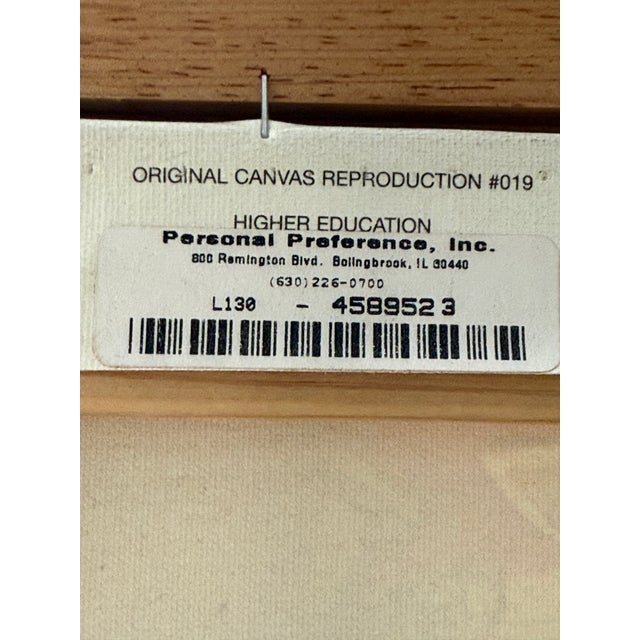 ORIGINAL CANVAS REPRODUCTION #019
HIGHER EDUCATION
Personal Preference, Inc.
800 Remington Blvd. Bolingbrook, IL 60440
(630)226-0700
L130 - 4589523